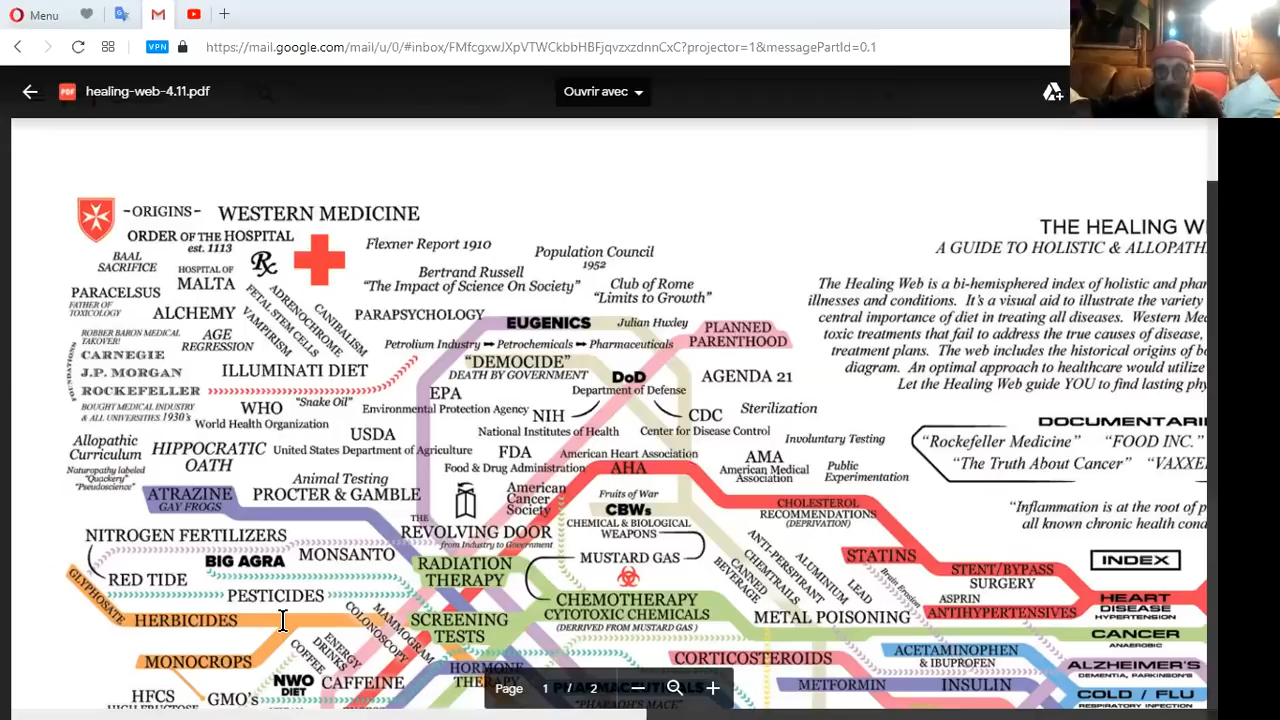 Menu
VPN
https://mail.google.com/mail/u/0/#inbox/FMfcgxwJXpVTWCkbbHBFjqvzxzdnnCxC?projector=1&messagePartId=0.1
PDF
healing-web-4.11.pdf
Ouvrir avec
-ORIGINS-
WESTERN MEDICINE
ORDER OF THE HOSPITAL
est. 1113
BAAL
SACRIFICE
HOSPITAL OF
MALTA
Rx
PARACELSUS
FATHER OF
TOXICOLOGY
ALCHEMY
ADRENOCHROME
CANIBALISM
FETAL STEM CELLS
VAMPIRISM
ROBBER BARON MEDICAL
TAKOVER!
AGE
REGRESSION
FOUNDATIONS
CARNEGIE
J.P. MORGAN
ROCKEFELLER
ILLUMINATI DIET
BOUGHT MEDICAL INDUSTRY
& ALL UNIVERSITIES 1930's
WHO
"Snake Oil"
World Health Organization
Flexner Report 1910
Population Council
1952
Bertrand Russell
"The Impact of Science On Society"
Club of Rome
"Limits to Growth"
PARAPSYCHOLOGY
EUGENICS
Julian Huxley
PLANNED
PARENTHOOD
Petrolium Industry
Petrochemicals
Pharmaceuticals
"DEMOCIDE"
DEATH BY GOVERNMENT
DoD
Department of Defense
AGENDA 21
EPA
Environmental Protection Agency
NIH
National Institutes of Health
CDC
Center for Disease Control
Sterilization
Involuntary Testing
Allopathic
Curriculum
HIPPOCRATIC
OATH
USDA
United States Department of Agriculture
FDA
Food & Drug Administration
American Heart Association
AHA
AMA
American Medical
Association
Public
Experimentation
Naturopathy labeled
"Quackery"
"Pseudoscience"
Animal Testing
ATRAZINE
GAY FROGS
PROCTER & GAMBLE
American
Cancer
Society
Fruits of War
CBWs
CHEMICAL & BIOLOGICAL
WEAPONS
CHOLESTEROL
RECOMMENDATIONS
(DEPRIVATION)
THE
REVOLVING DOOR
from Industry to Government
NITROGEN FERTILIZERS
MONSANTO
BIG AGRA
RED TIDE
PESTICIDES
RADIATION
THERAPY
MUSTARD GAS
ANTI-PERSPIRANT
CHEMTRAILS
CANNED
BEVERAGE
ALUMINIUM
LEAD
Brain Erosion
STATINS
STENT/BYPASS
SURGERY
ASPRIN
ANTIHYPERTENSIVES
GLYPHOSATE
HERBICIDES
COLONOSCOPY
MAMMOGRAM
SCREENING
TESTS
CHEMOTHERAPY
CYTOTOXIC CHEMICALS
(DERRIVED FROM MUSTARD GAS)
METAL POISONING
HEART
DISEASE
HYPERTENSION
CANCER
ANAEROBIC
MONOCROPS
COFFEE
ENERGY
DRINKS
HORMONE
THERAPY
CORTICOSTEROIDS
ACETAMINOPHEN
& IBUPROFEN
ALZHEIMER'S
DEMENTIA, PARKINSON'S
HFCS
HIGH FRUCTOSE
GMO's
NWO
DIET
CAFFEINE
PHARMACEUTICALS
"PHARAOH'S MACE"
METFORMIN
INSULIN
COLD / FLU
RESPIRATORY INFECTION
THE HEALING W
A GUIDE TO HOLISTIC & ALLOPATH
The Healing Web is a bi-hemisphered index of holistic and pha
illnesses and conditions. It's a visual aid to illustrate the variety
central importance of diet in treating all diseases. Western Me
toxic treatments that fail to address the true causes of disease,
treatment plans. The web includes the historical origins of bo
diagram. An optimal approach to healthcare would utilize
Let the Healing Web guide YOU to find lasting phy
DOCUMENTARI
"Rockefeller Medicine"
"FOOD INC."
"The Truth About Cancer"
"VAXXE
"Inflammation is at the root of p
all known chronic health cond
INDEX
Page 1 / 2